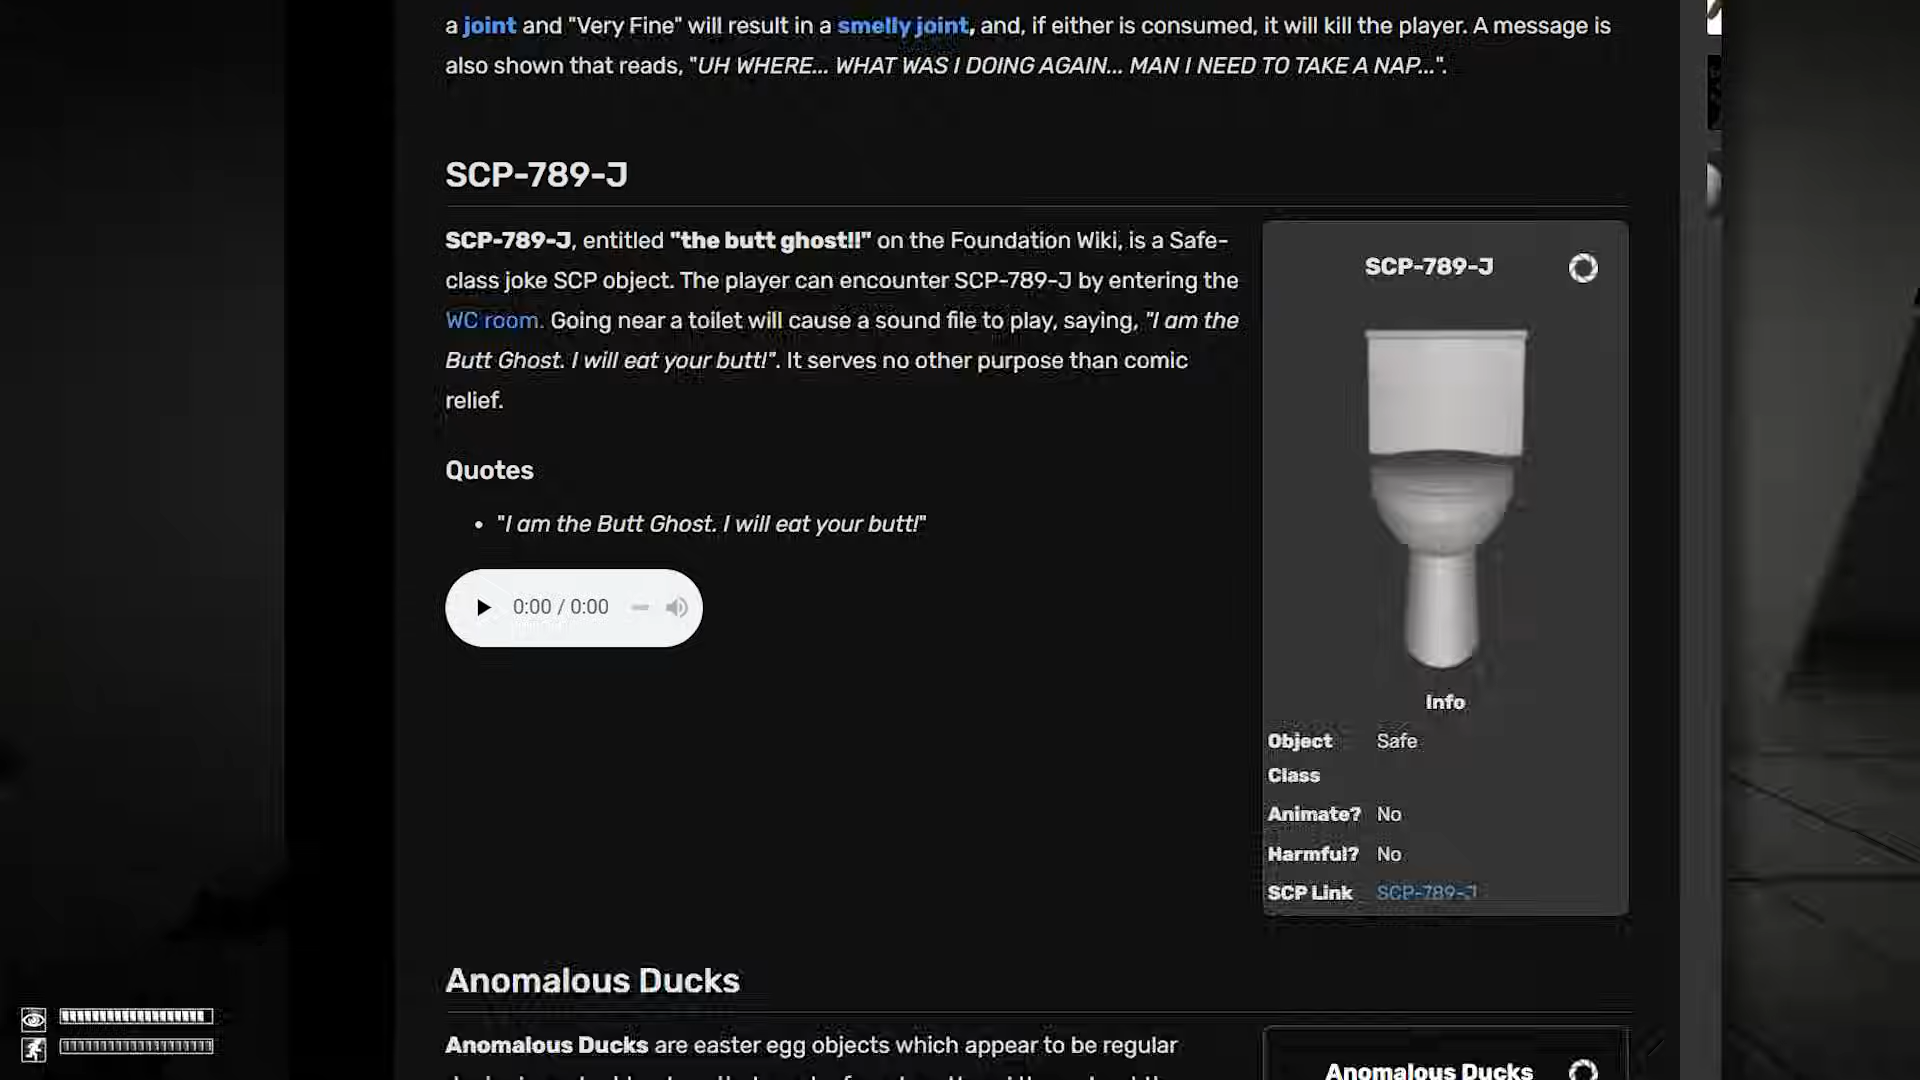 a joint and "Very Fine" will result in a smelly joint, and, if either is consumed, it will kill the player. A message is
also shown that reads, "UH WHERE... WHAT WAS I DOING AGAIN... MAN I NEED TO TAKE A NAP...".
SCP-789-J
SCP-789-J, entitled "the butt ghost!!" on the Foundation Wiki, is a Safe-
class joke SCP object. The player can encounter SCP-789-J by entering the
WC room. Going near a toilet will cause a sound file to play, saying, "I am the
Butt Ghost. I will eat your butt!". It serves no other purpose than comic
relief.
Quotes
• "I am the Butt Ghost. I will eat your butt!"
0:00 / 0:00
SCP-789-J
Info
Object Class Safe
Animate? No
Harmful? No
SCP Link SCP-789-J
Anomalous Ducks
Anomalous Ducks are easter egg objects which appear to be regular
Anomalous Ducks